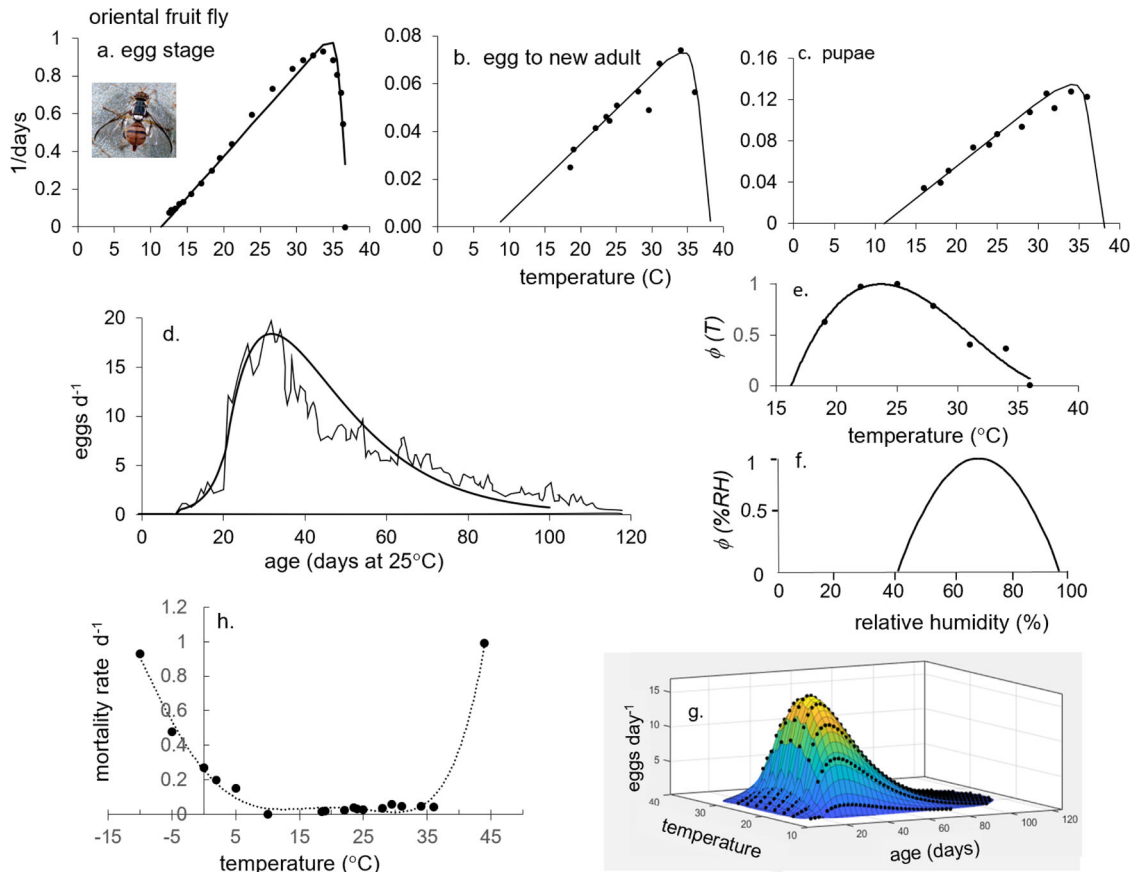 oriental fruit fly
a. egg stage
1/days
1
0.8
0.6
0.4
0.2
0
0 5 10 15 20 25 30 35 40
b. egg to new adult
0.08
0.06
0.04
0.02
0.00
0 5 10 15 20 25 30 35 40
temperature (C)
c. pupae
0.16
0.12
0.08
0.04
0.00
0 5 10 15 20 25 30 35 40
d.
eggs d-1
20
15
10
5
0
0 20 40 60 80 100 120
age (days at 25°C)
e.
ϕ (T)
1
0.5
0
15 20 25 30 35 40
temperature (°C)
f.
ϕ (%RH)
1
0.5
0
0 20 40 60 80 100
relative humidity (%)
h.
mortality rate d-1
1.2
1
0.8
0.6
0.4
0.2
0
-15 -5 5 15 25 35 45
temperature (°C)
g.
eggs day-1
15
10
5
40 30 20 10
temperature
20 40 60 80 100 120
age (days)